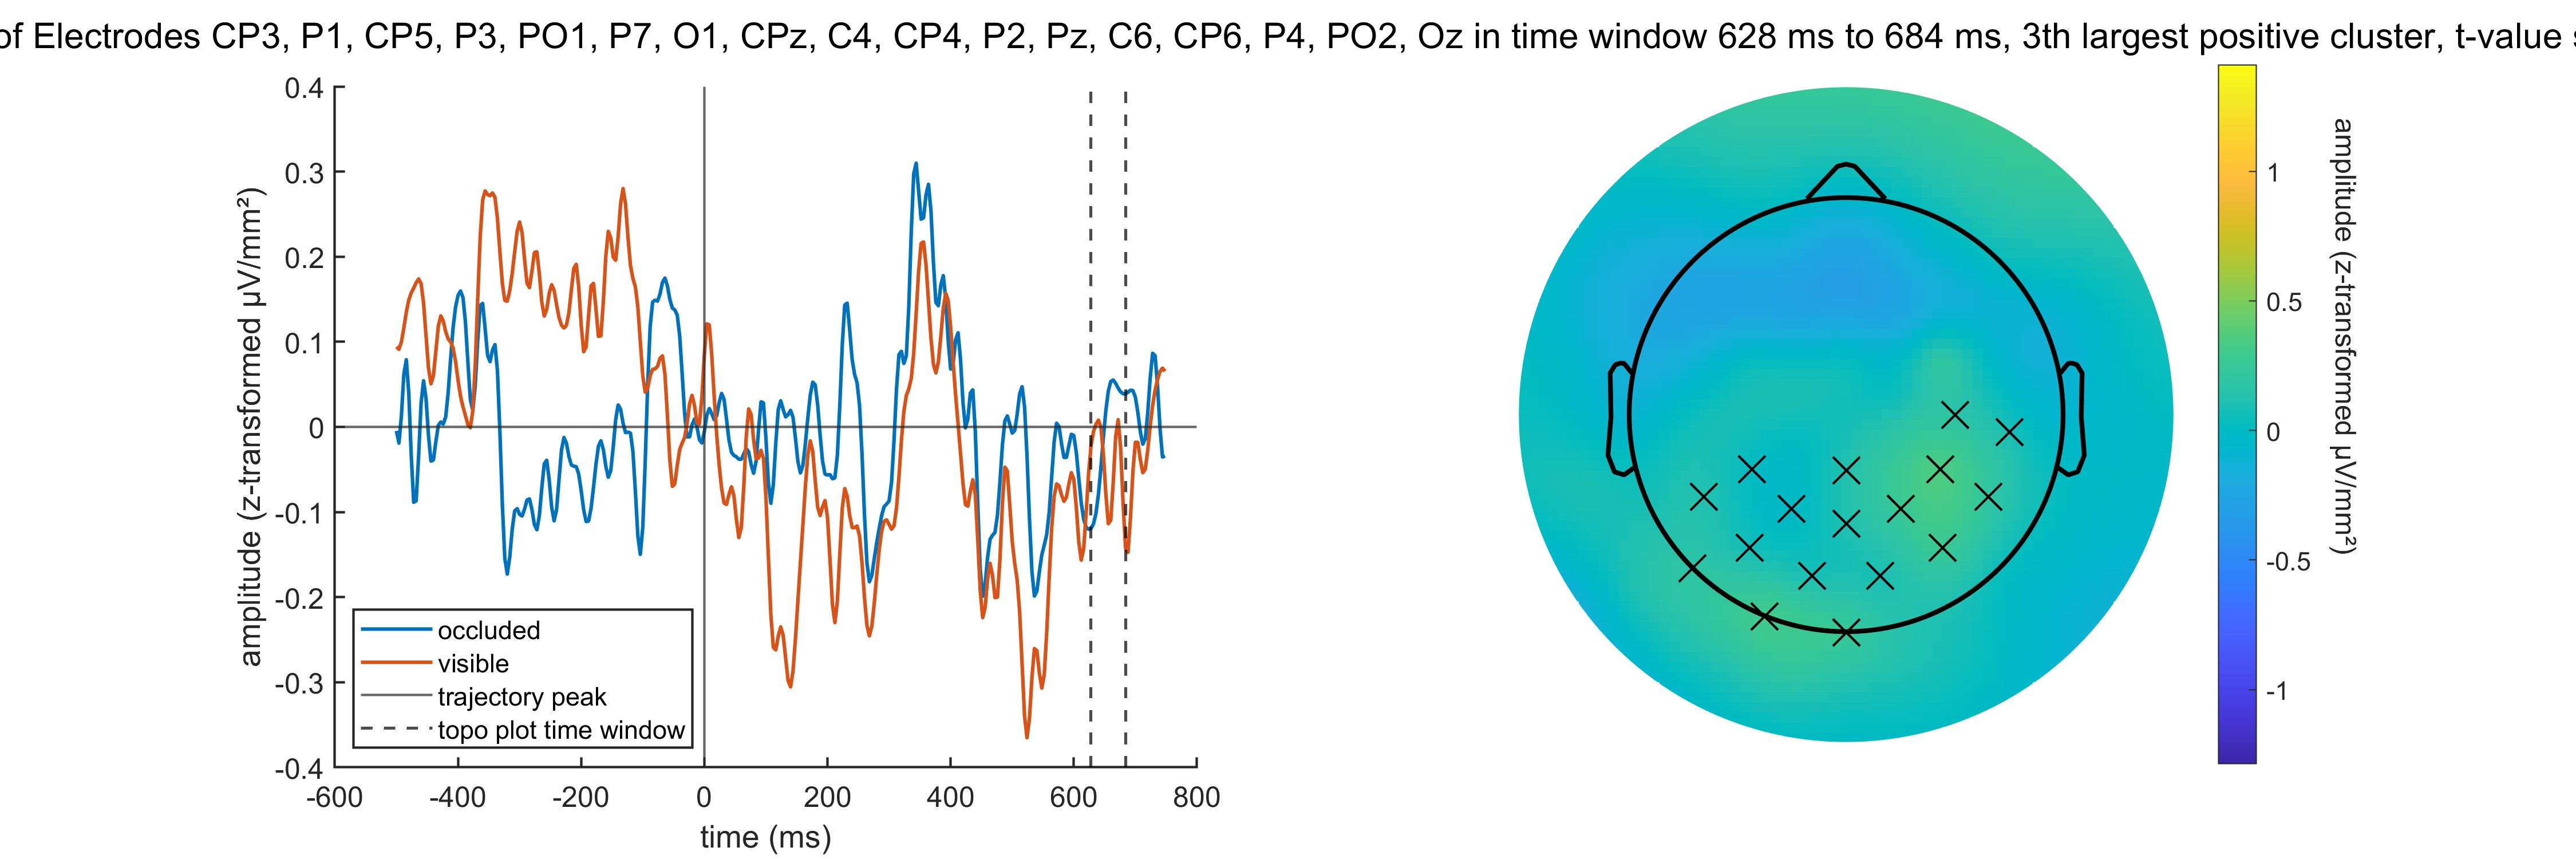 of Electrodes CP3, P1, CP5, P3, PO1, P7, O1, CPz, C4, CP4, P2, Pz, C6, CP6, P4, PO2, Oz in time window 628 ms to 684 ms, 3th largest positive cluster, t-value
0.4
0.3
0.2
0.1
0
-0.1
-0.2
-0.3
-0.4
amplitude (z-transformed µV/mm²)
occluded
visible
trajectory peak
topo plot time window
-600 -400 -200 0 200 400 600 800
time (ms)
1
0.5
0
-0.5
-1
amplitude (z-transformed µV/mm²)